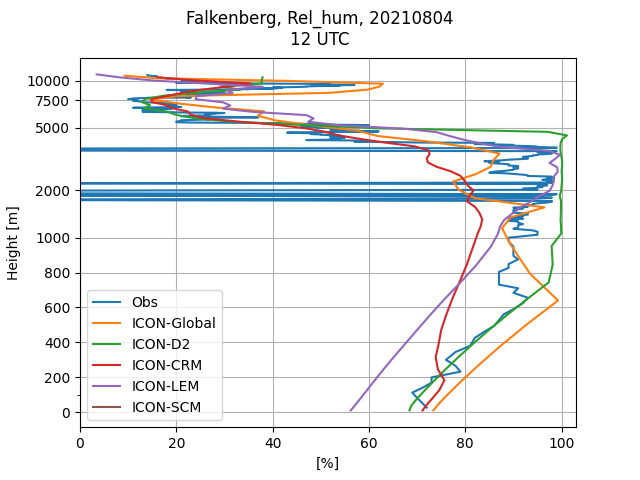 Falkenberg, Rel_hum, 20210804
12 UTC
10000
7500
5000
2000
1000
800
600
400
200
0
Height [m]
Obs
ICON-Global
ICON-D2
ICON-CRM
ICON-LEM
ICON-SCM
0 20 40 60 80 100
[%]